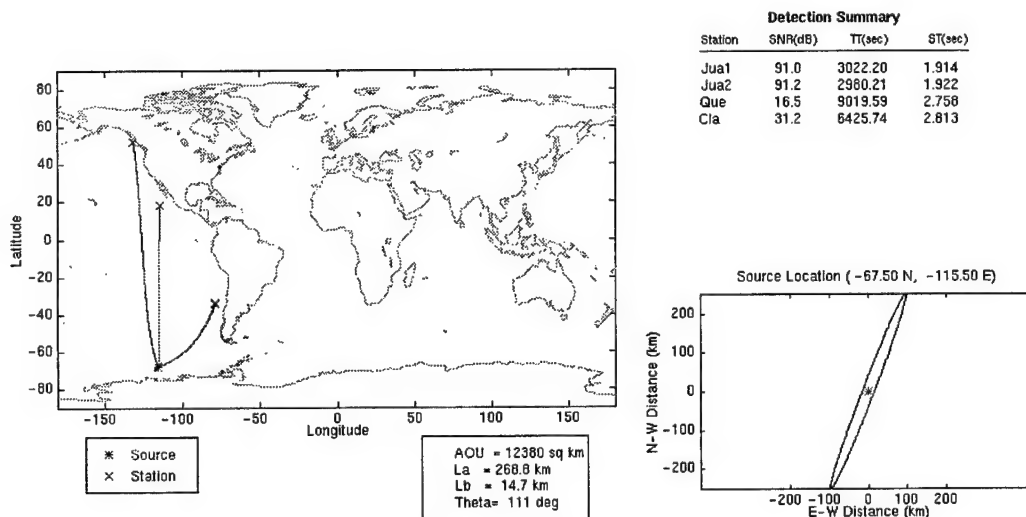 Detection Summary
Station SNR(dB) TT(sec) ST(sec)
Jua1 91.0 3022.20 1.914
Jua2 91.2 2980.21 1.922
Que 16.5 9019.59 2.758
Cla 31.2 6425.74 2.813
80
60
40
20
0
-20
-40
-60
-80
Latitude
-150 -100 -50 0 50 100 150
Longitude
* Source
× Station
AOU = 12380 sq km
La = 268.8 km
Lb = 14.7 km
Theta= 111 deg
Source Location ( -67.50 N, -115.50 E)
200
100
0
-100
-200
N-W Distance (km)
-200 -100 0 100 200
E-W Distance (km)